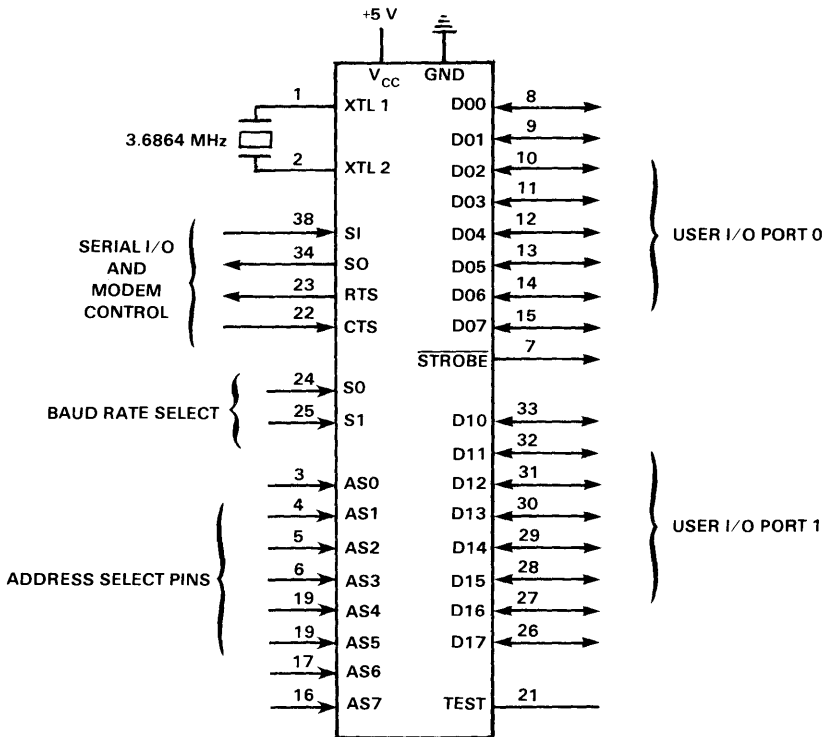 +5 V
VCC GND
1 XTL 1
3.6864 MHz
2 XTL 2
SERIAL I/O
AND
MODEM
CONTROL
38 SI
34 SO
23 RTS
22 CTS
BAUD RATE SELECT
24 S0
25 S1
ADDRESS SELECT PINS
3 AS0
4 AS1
5 AS2
6 AS3
19 AS4
19 AS5
17 AS6
16 AS7
D00 8
D01 9
D02 10
D03 11
D04 12
D05 13
D06 14
D07 15
USER I/O PORT 0
STROBE 7
D10 33
D11 32
D12 31
D13 30
D14 29
D15 28
D16 27
D17 26
USER I/O PORT 1
TEST 21